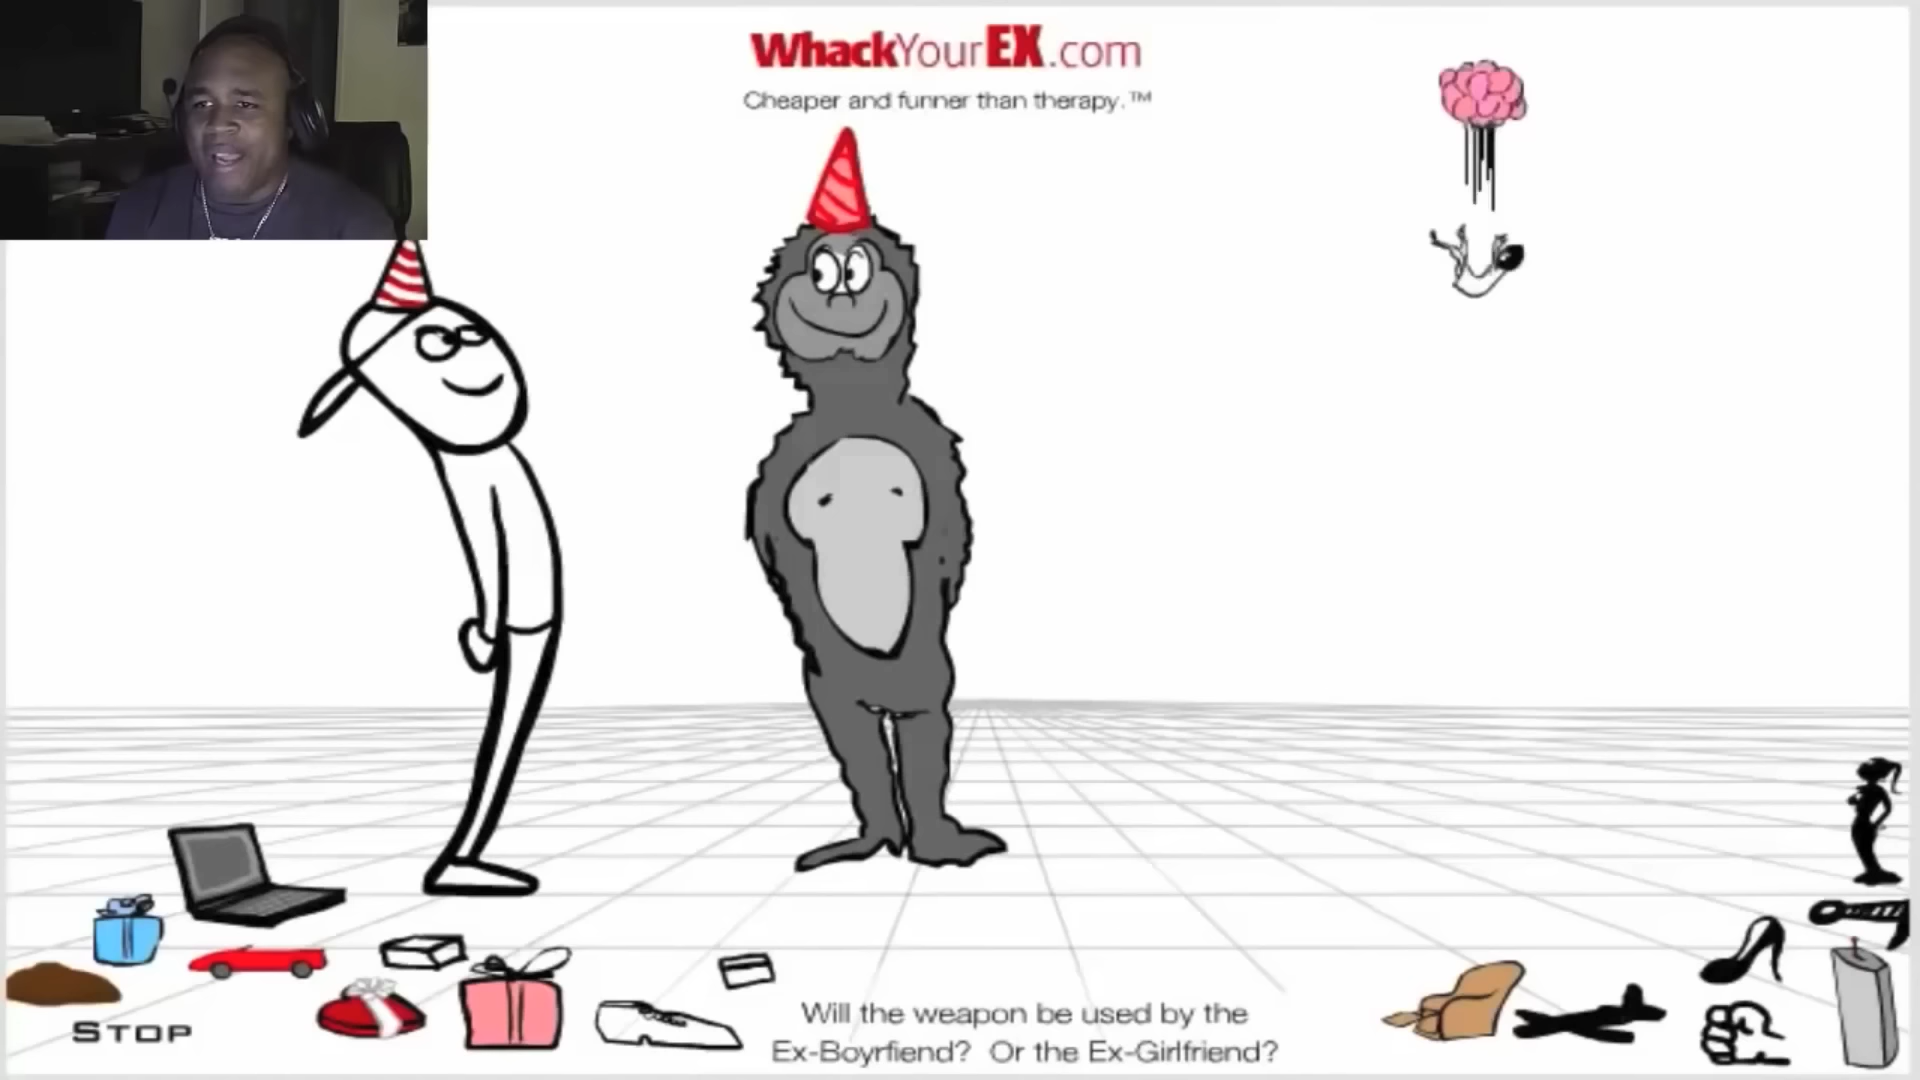 WhackYourEX.com
Cheaper and funner than therapy.™
STOP
Will the weapon be used by the
Ex-Boyrfiend? Or the Ex-Girlfriend?